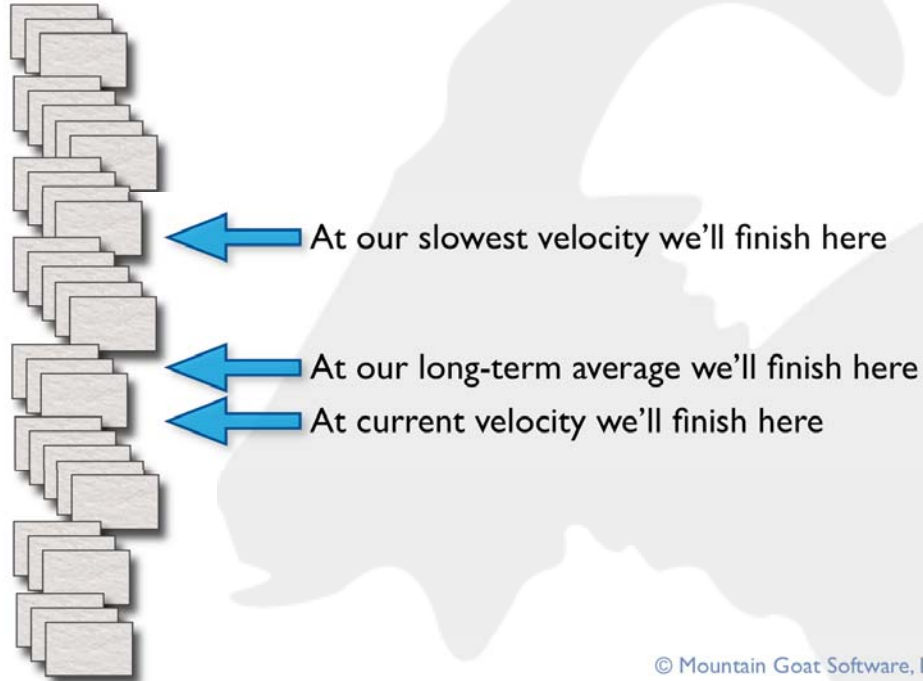 At our slowest velocity we'll finish here
At our long-term average we'll finish here
At current velocity we'll finish here
© Mountain Goat Software,